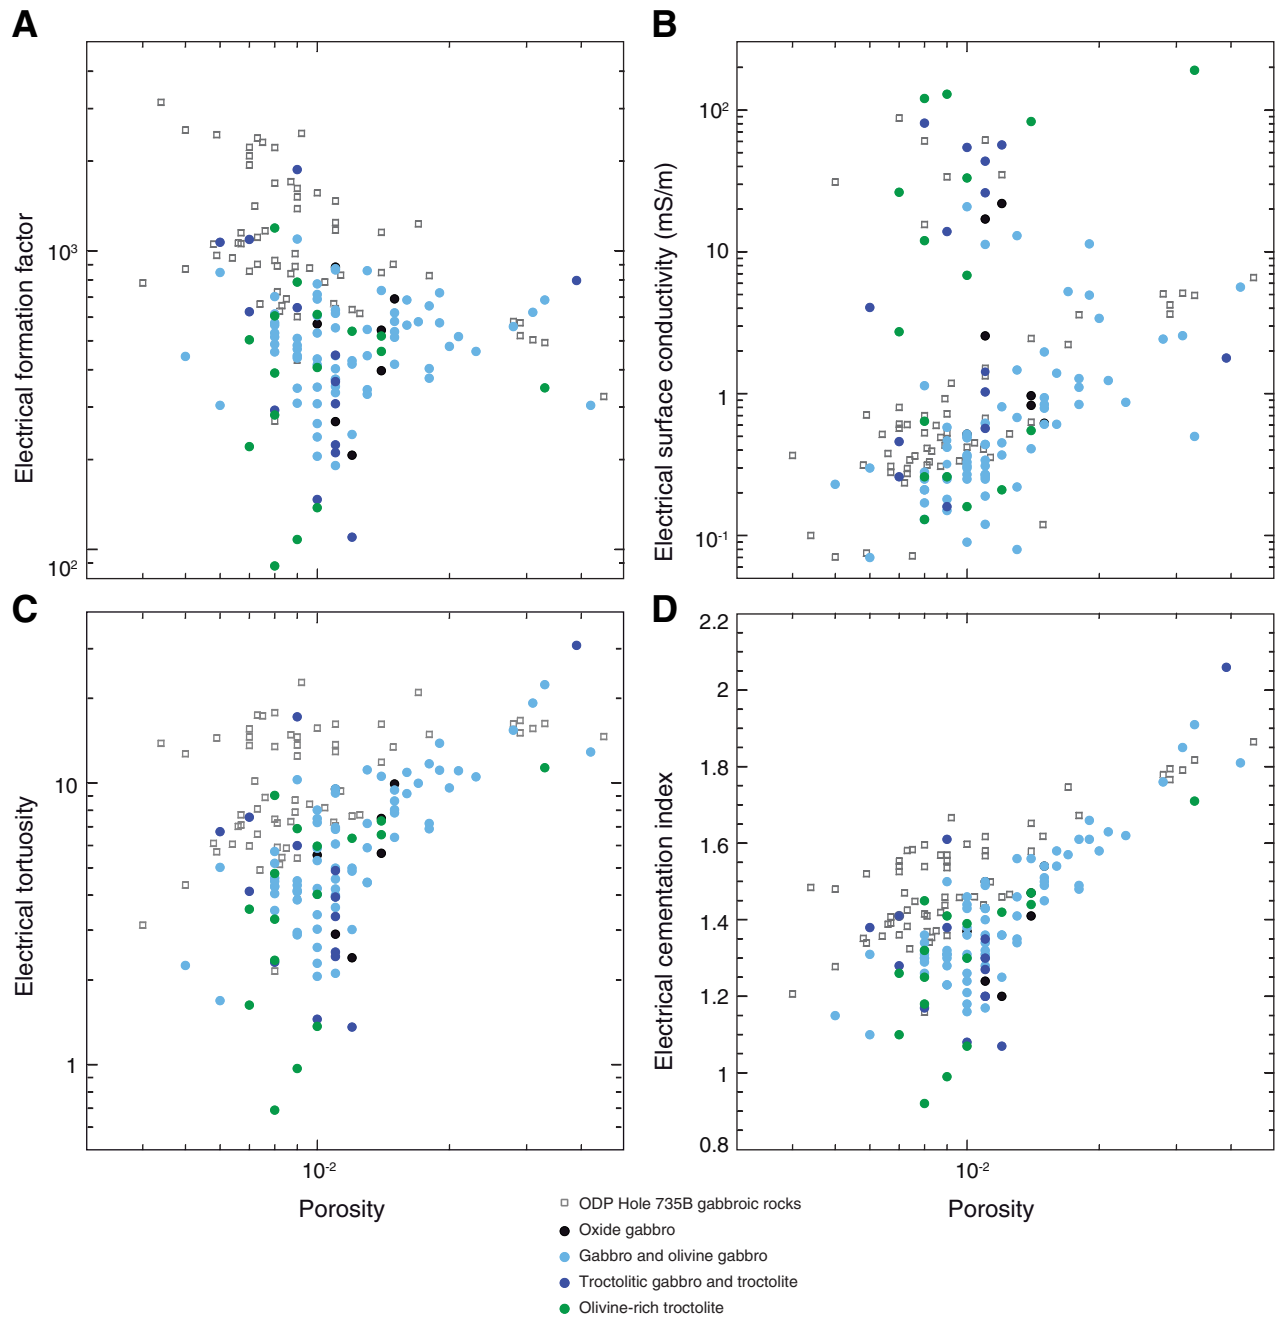 A
Electrical formation factor
10³
10²
B
Electrical surface conductivity (mS/m)
10²
10
1
10⁻¹
C
Electrical tortuosity
10
1
10⁻²
Porosity
D
Electrical cementation index
2.2
2
1.8
1.6
1.4
1.2
1
0.8
10⁻²
Porosity
ODP Hole 735B gabbroic rocks
Oxide gabbro
Gabbro and olivine gabbro
Troctolitic gabbro and troctolite
Olivine-rich troctolite